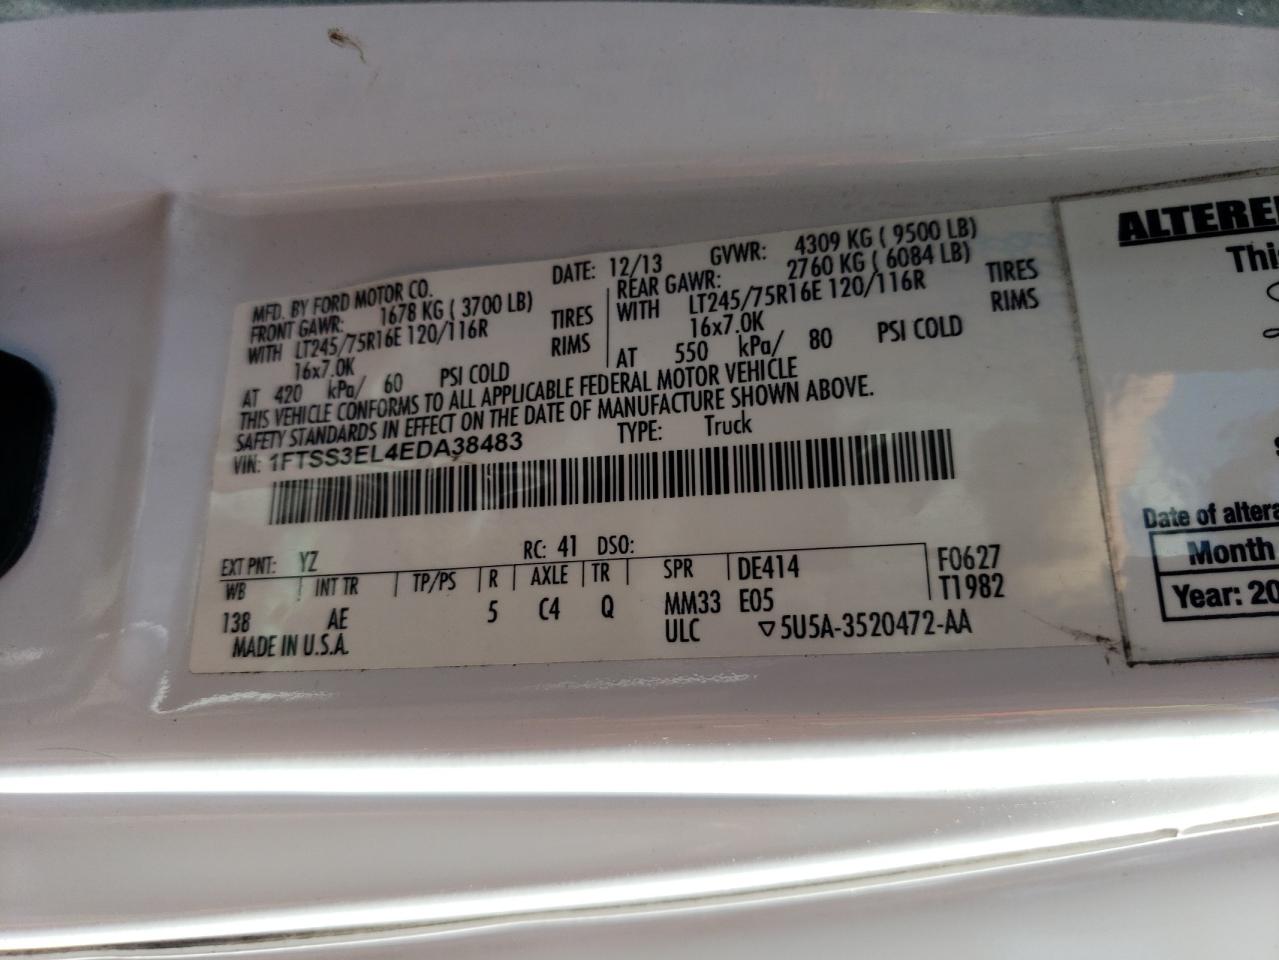 MFD. BY FORD MOTOR CO.
DATE: 12/13 GVWR: 4309 KG ( 9500 LB)
FRONT GAWR: 1678 KG ( 3700 LB)
REAR GAWR: 2760 KG ( 6084 LB)
WITH LT245/75R16E 120/116R TIRES
WITH LT245/75R16E 120/116R TIRES
16x7.0K RIMS
16x7.0K RIMS
AT 420 kPa/ 60 PSI COLD
AT 550 kPa/ 80 PSI COLD
THIS VEHICLE CONFORMS TO ALL APPLICABLE FEDERAL MOTOR VEHICLE
SAFETY STANDARDS IN EFFECT ON THE DATE OF MANUFACTURE SHOWN ABOVE.
VIN: 1FTSS3EL4EDA38483 TYPE: Truck
EXT PNT: YZ RC: 41 DSO:
WB INT TR TP/PS R AXLE TR SPR DE414 F0627
138 AE 5 C4 Q MM33 E05 T1982
MADE IN U.S.A. ULC 5U5A-3520472-AA
ALTERE
Thi
Date of altera
Month
Year: 20